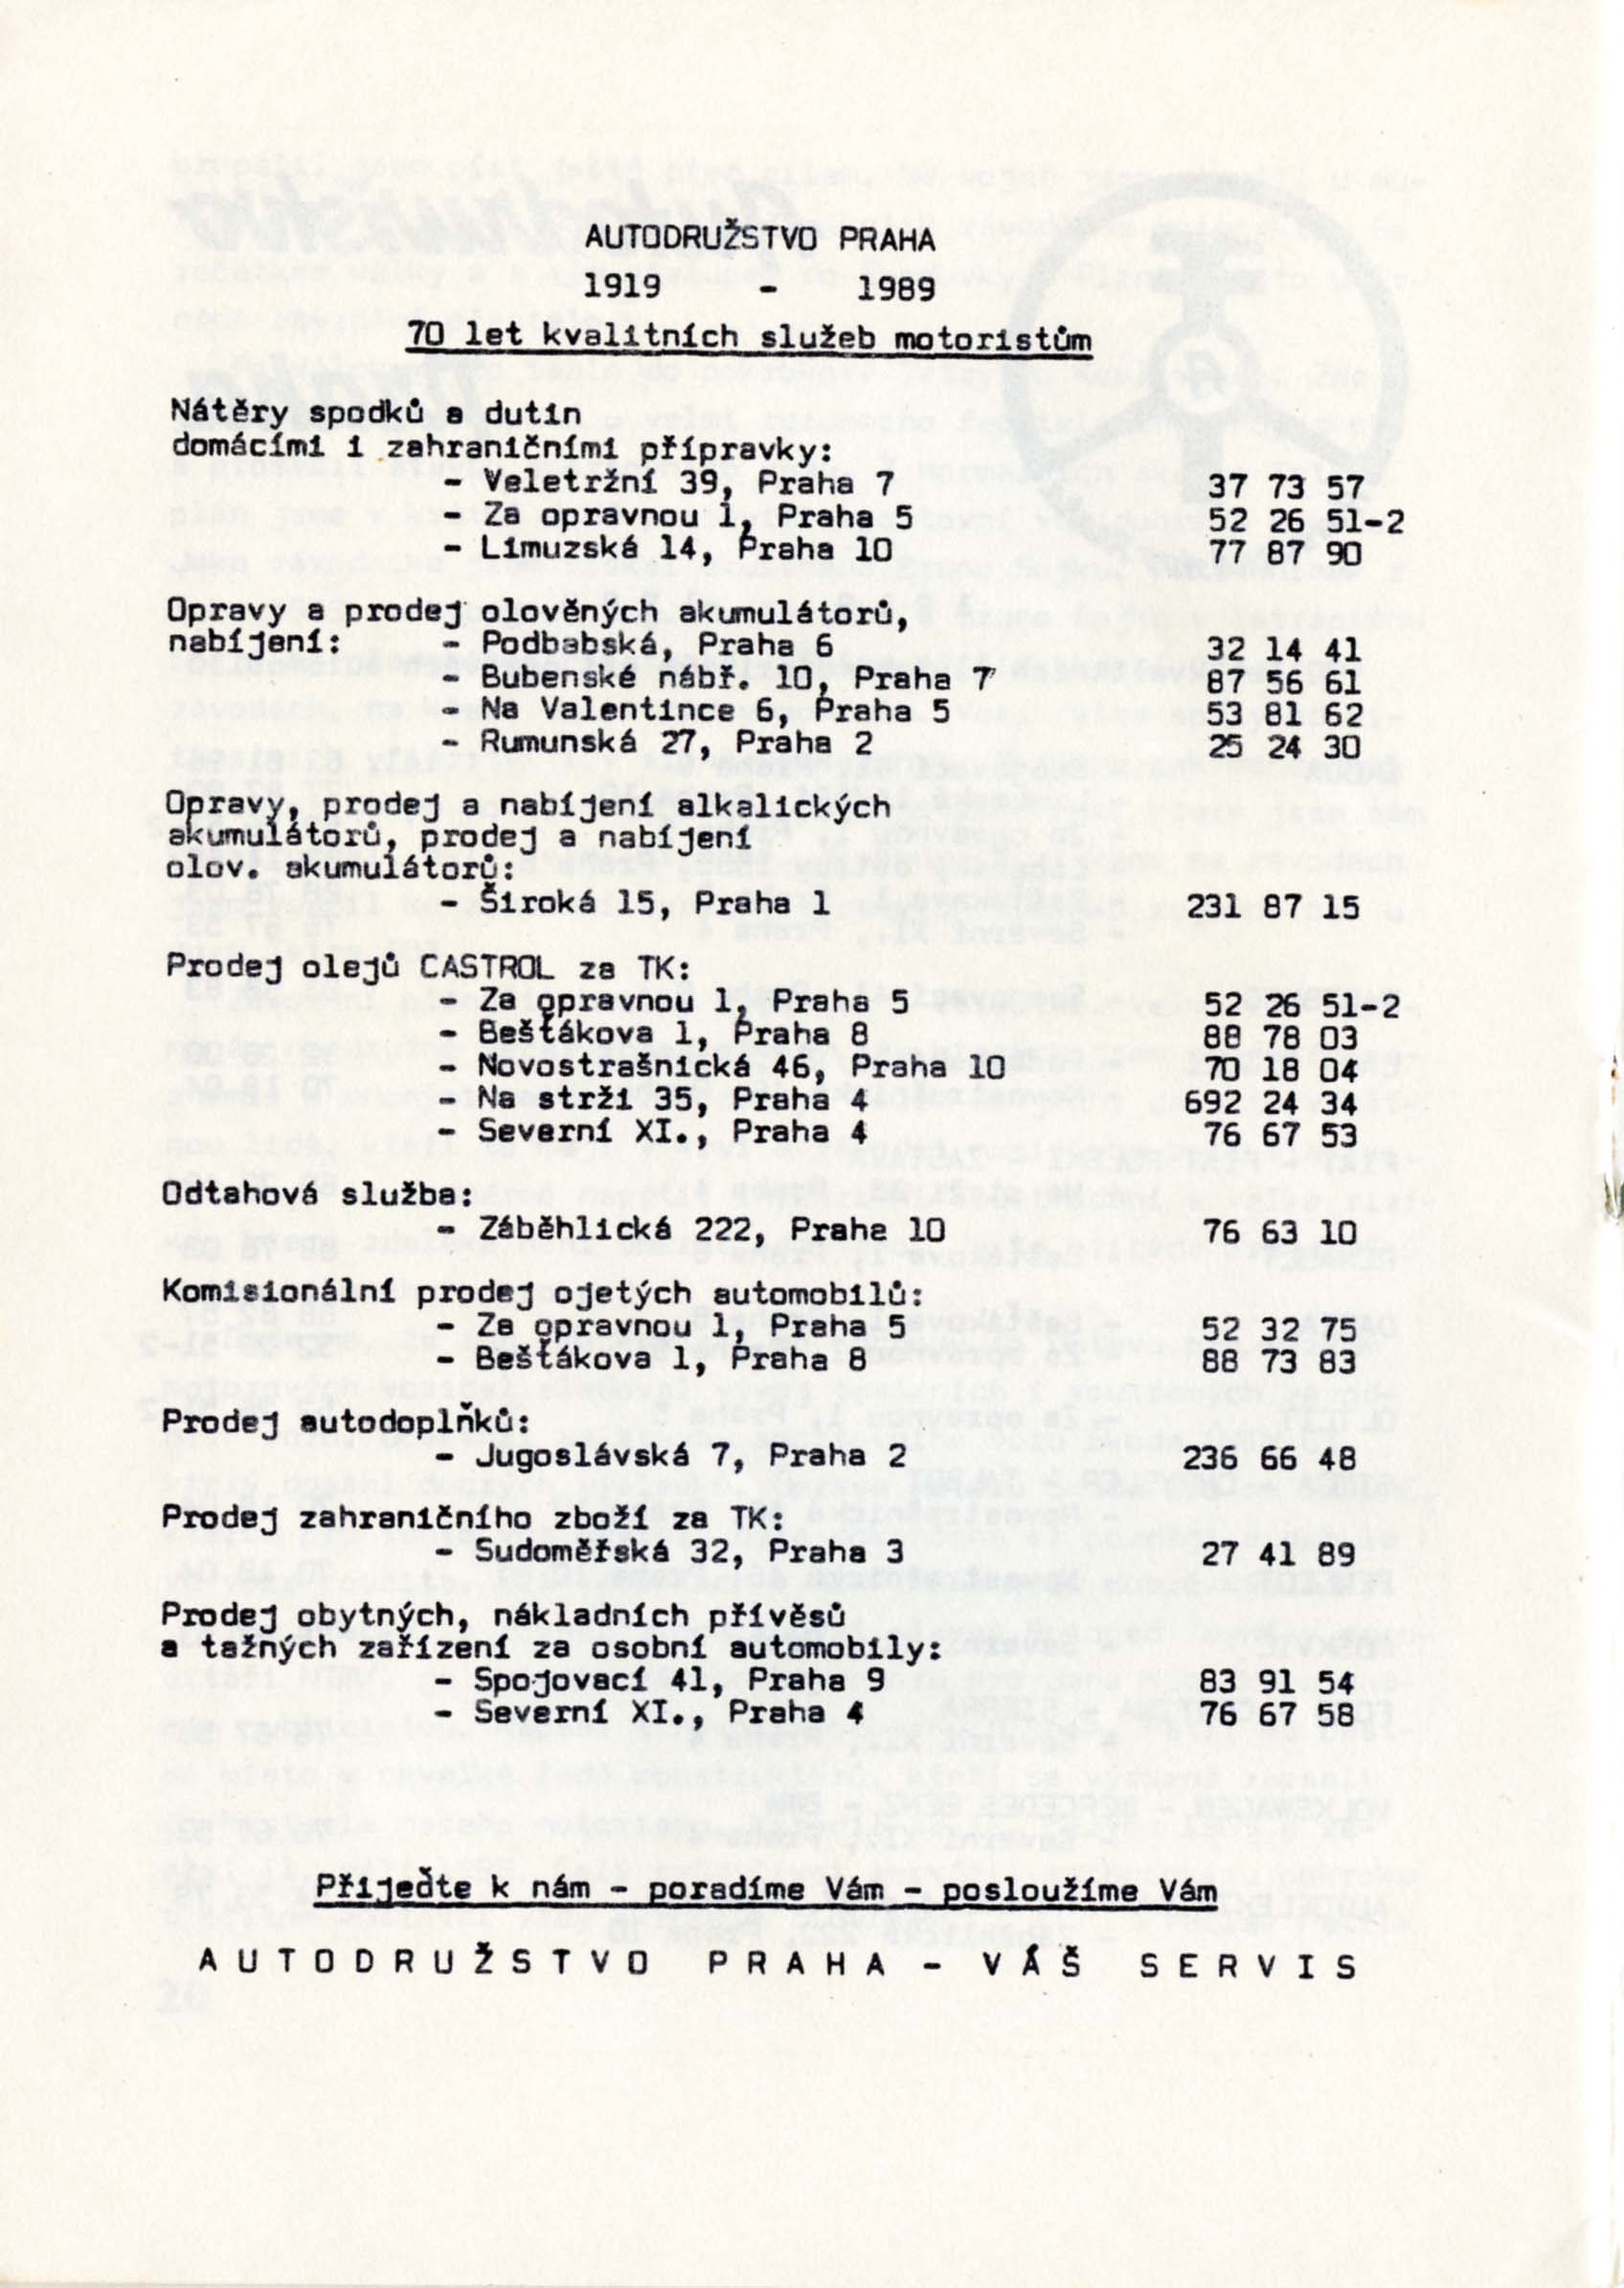 AUTODRUŽSTVO PRAHA
1919 - 1989
70 let kvalitních služeb motoristům
Nátěry spodků a dutin
domácími i zahraničními přípravky:
- Veletržní 39, Praha 7 37 73 57
- Za opravnou 1, Praha 5 52 26 51-2
- Limuzská 14, Praha 10 77 87 90
Opravy a prodej olověných akumulátorů,
nabíjení: - Podbabská, Praha 6 32 14 41
- Bubenské nábř. 10, Praha 7 87 56 61
- Na Valentince 6, Praha 5 53 81 62
- Rumunská 27, Praha 2 25 24 30
Opravy, prodej a nabíjení alkalických
akumulátorů, prodej a nabíjení
olov. akumulátorů:
- Široká 15, Praha 1 231 87 15
Prodej olejů CASTROL za TK:
- Za opravnou 1, Praha 5 52 26 51-2
- Bešťákova 1, Praha 8 88 78 03
- Novostrašnická 46, Praha 10 70 18 04
- Na strži 35, Praha 4 692 24 34
- Severní XI., Praha 4 76 67 53
Odtahová služba:
- Záběhlická 222, Praha 10 76 63 10
Komisionální prodej ojetých automobilů:
- Za opravnou 1, Praha 5 52 32 75
- Bešťákova 1, Praha 8 88 73 83
Prodej autodoplňků:
- Jugoslávská 7, Praha 2 236 66 48
Prodej zahraničního zboží za TK:
- Sudoměřská 32, Praha 3 27 41 89
Prodej obytných, nákladních přívěsů
a tažných zařízení za osobní automobily:
- Spojovací 41, Praha 9 83 91 54
- Severní XI., Praha 4 76 67 58
Přijeďte k nám - poradíme Vám - posloužíme Vám
AUTODRUŽSTVO PRAHA - VÁŠ SERVIS